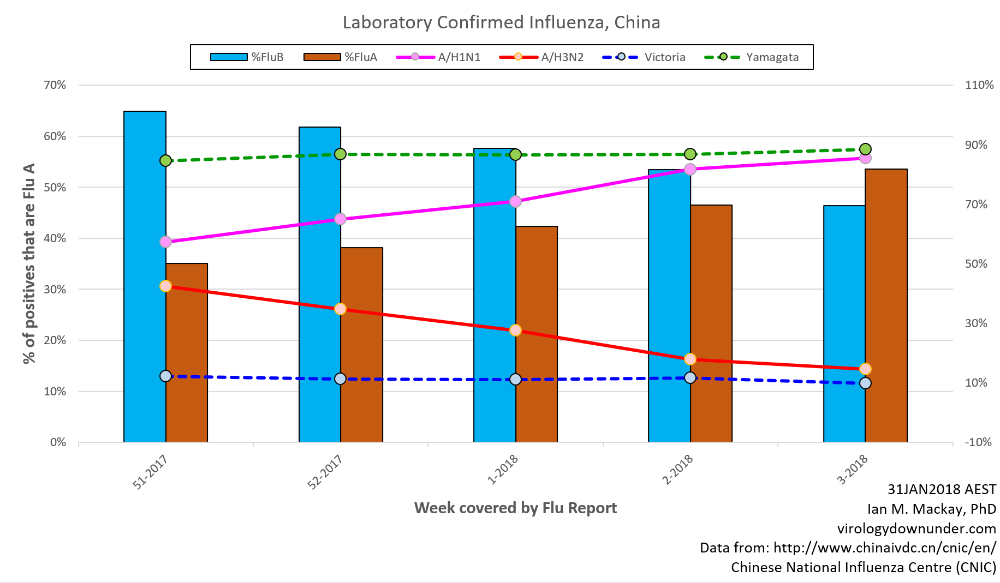 Laboratory Confirmed Influenza, China
%FluB %FluA A/H1N1 A/H3N2 Victoria Yamagata
70%
60%
50%
40%
30%
20%
10%
0%
% of positives that are Flu A
110%
90%
70%
50%
30%
10%
-10%
51-2017 52-2017 1-2018 2-2018 3-2018
Week covered by Flu Report
31JAN2018 AEST
Ian M. Mackay, PhD
virologydownunder.com
Data from: http://www.chinaivdc.cn/cnic/en/
Chinese National Influenza Centre (CNIC)